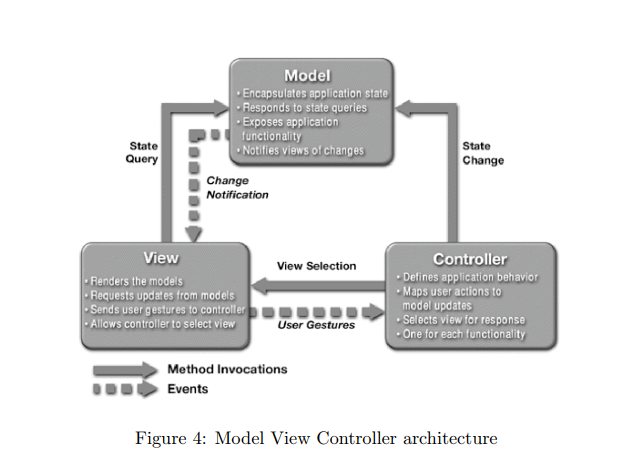 Model
• Encapsulates application state
• Responds to state queries
• Exposes application
functionality
• Notifies views of changes
State
Query
State
Change
Change
Notification
View
• Renders the models
• Requests updates from models
• Sends user gestures to controller
• Allows controller to select view
View Selection
User Gestures
Controller
• Defines application behavior
• Maps user actions to
model updates
• Selects view for response
• One for each functionality
Method Invocations
Events
Figure 4: Model View Controller architecture